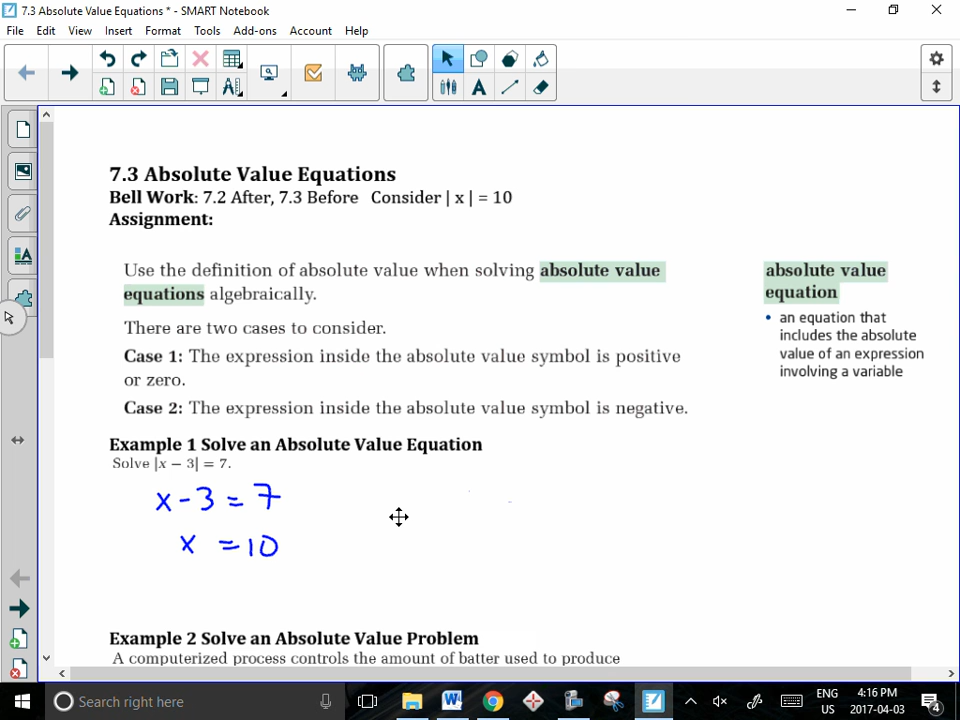 7.3 Absolute Value Equations * - SMART Notebook
File Edit View Insert Format Tools Add-ons Account Help
7.3 Absolute Value Equations
Bell Work: 7.2 After, 7.3 Before Consider | x | = 10
Assignment:
Use the definition of absolute value when solving absolute value
equations algebraically.
There are two cases to consider.
Case 1: The expression inside the absolute value symbol is positive
or zero.
Case 2: The expression inside the absolute value symbol is negative.
absolute value
equation
• an equation that
includes the absolute
value of an expression
involving a variable
Example 1 Solve an Absolute Value Equation
Solve |x − 3| = 7.
x - 3 = 7
x = 10
Example 2 Solve an Absolute Value Problem
A computerized process controls the amount of batter used to produce
Search right here
ENG
US
4:16 PM
2017-04-03
4